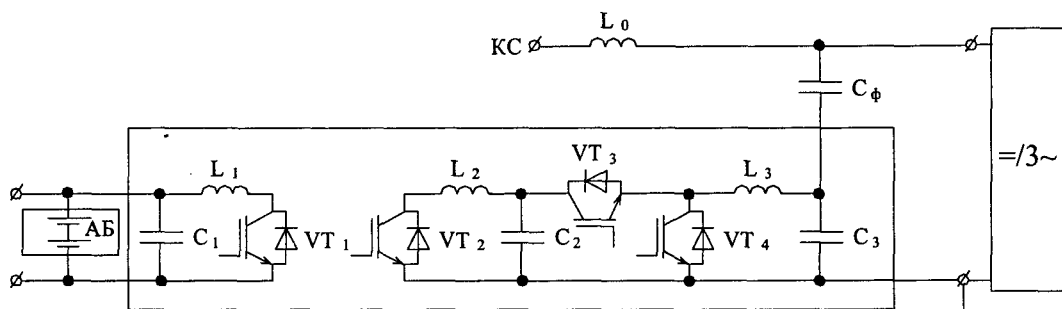 L 0
КС
C ф
=/3~
VT 3
L 1
L 2
L 3
АБ
C 1
VT 1
VT 2
C 2
VT 4
C 3